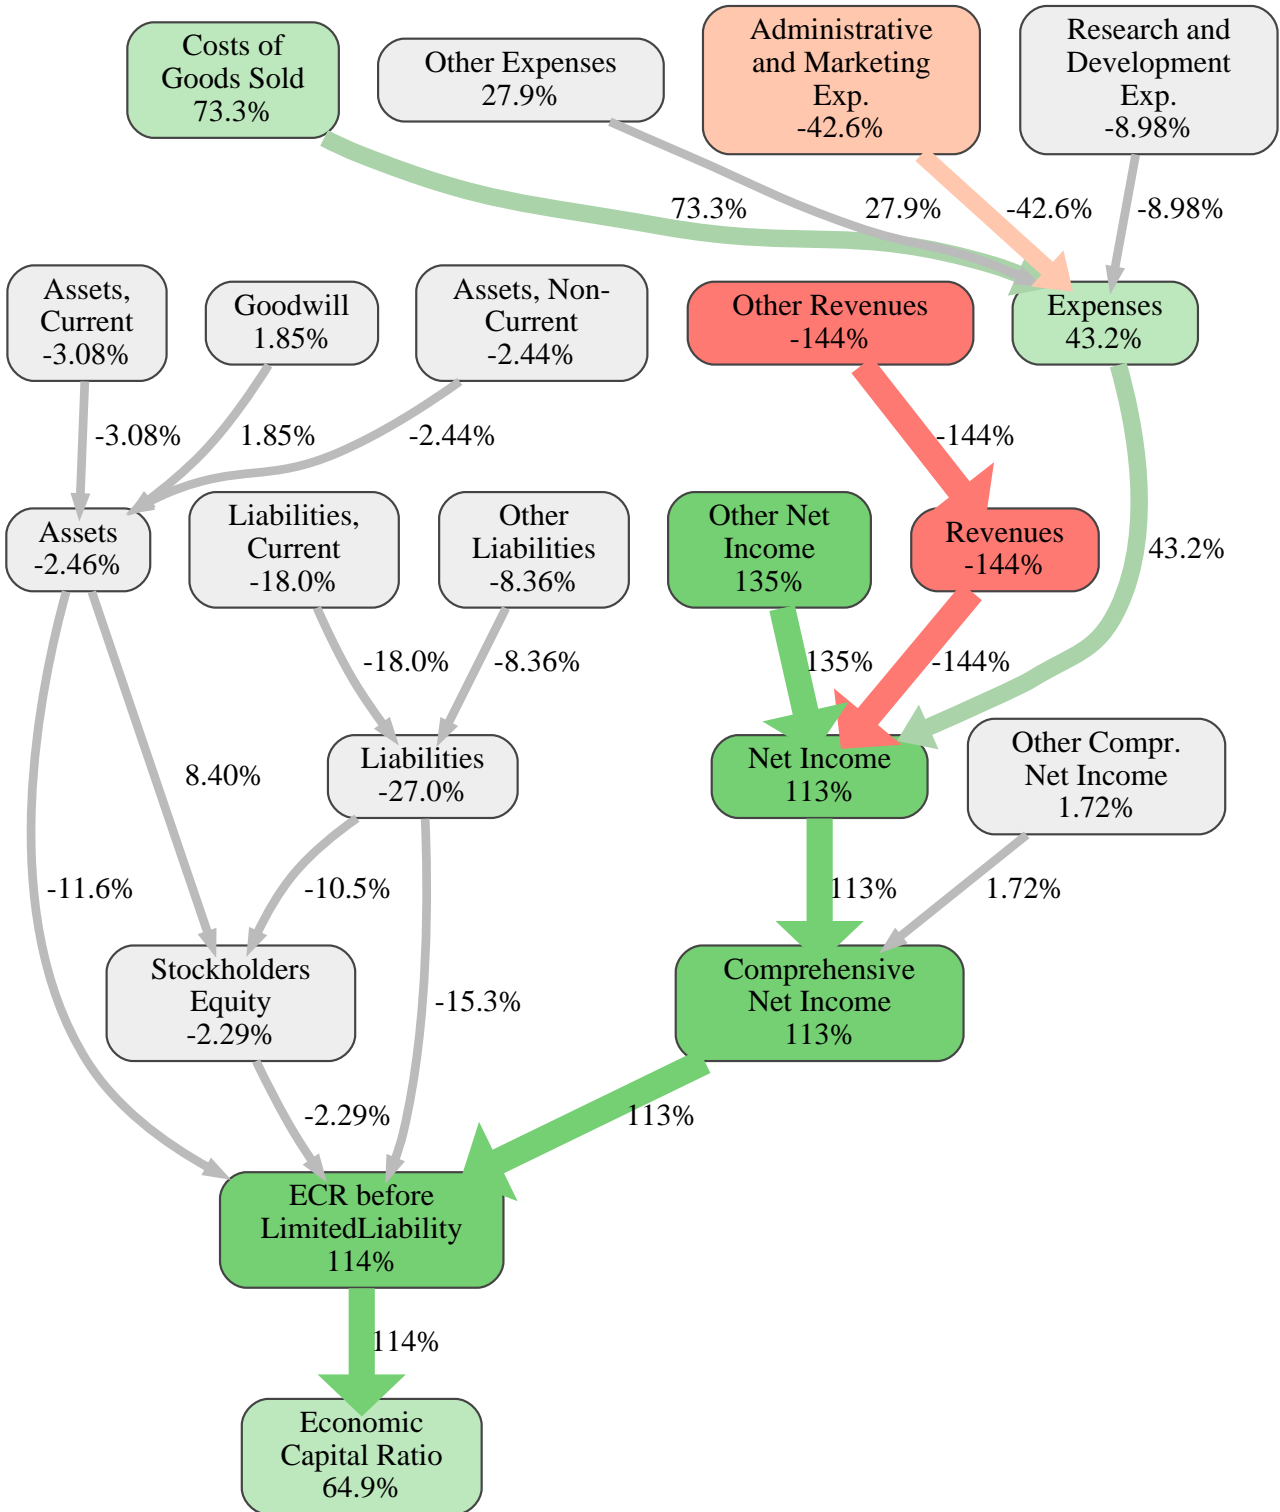 Costs of
Goods Sold
73.3%
Other Expenses
27.9%
Administrative
and Marketing
Exp.
-42.6%
Research and
Development
Exp.
-8.98%
73.3%
27.9%
-42.6%
-8.98%
Assets,
Current
-3.08%
Goodwill
1.85%
Assets, Non-
Current
-2.44%
Other Revenues
-144%
Expenses
43.2%
-3.08%
1.85%
-2.44%
-144%
Assets
-2.46%
Liabilities,
Current
-18.0%
Other
Liabilities
-8.36%
Other Net
Income
135%
Revenues
-144%
43.2%
-18.0%
-8.36%
135%
-144%
8.40%
Liabilities
-27.0%
Net Income
113%
Other Compr.
Net Income
1.72%
-11.6%
-10.5%
113%
1.72%
Stockholders
Equity
-2.29%
-15.3%
Comprehensive
Net Income
113%
-2.29%
113%
ECR before
LimitedLiability
114%
114%
Economic
Capital Ratio
64.9%